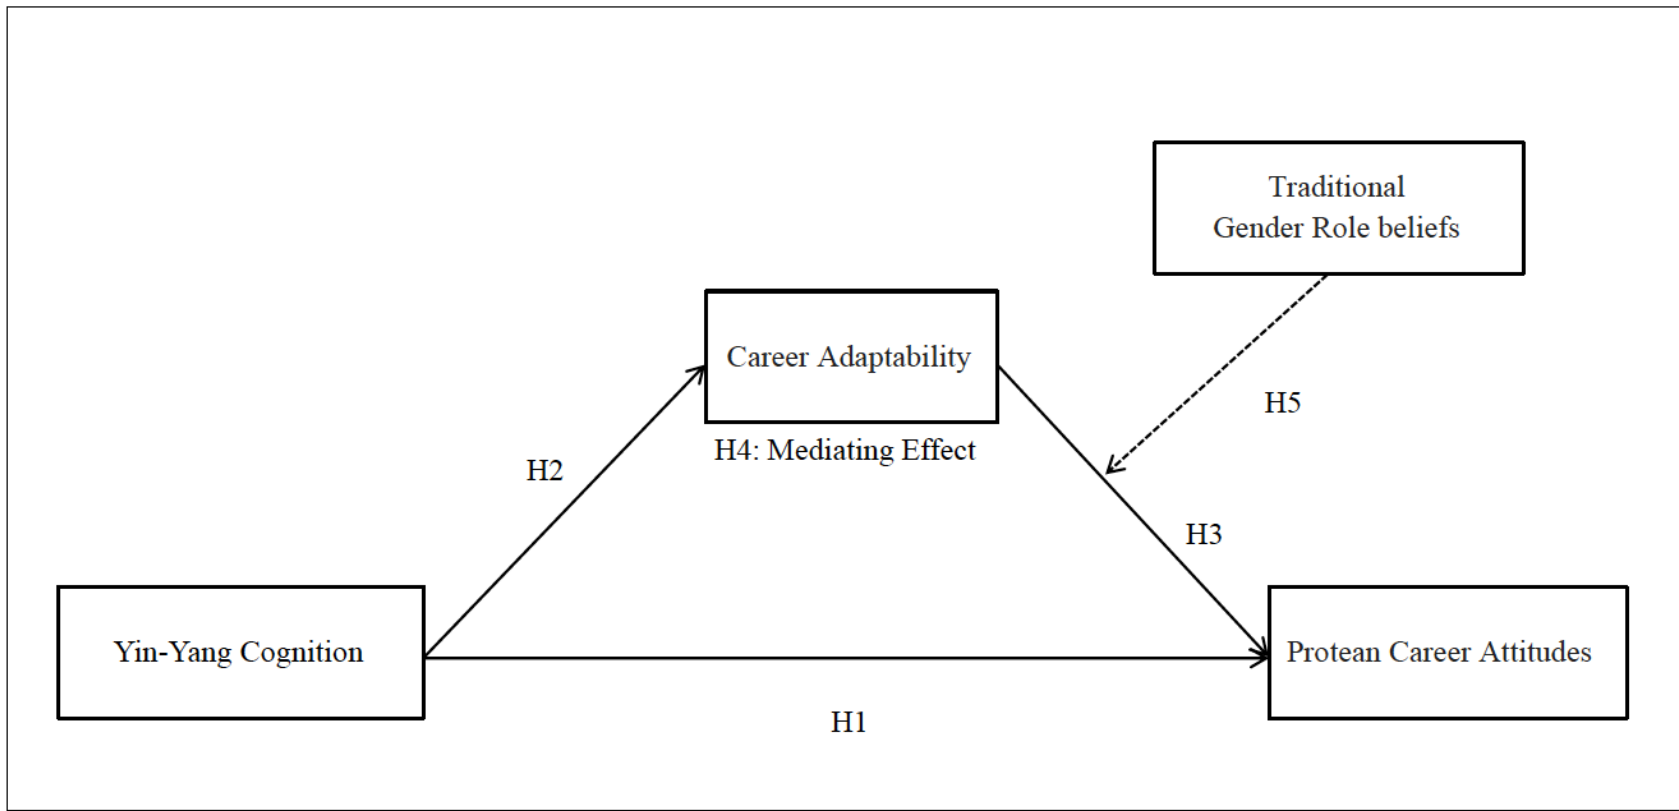 Traditional
Gender Role beliefs
Career Adaptability
H4: Mediating Effect
H5
H2
H3
Yin-Yang Cognition
Protean Career Attitudes
H1